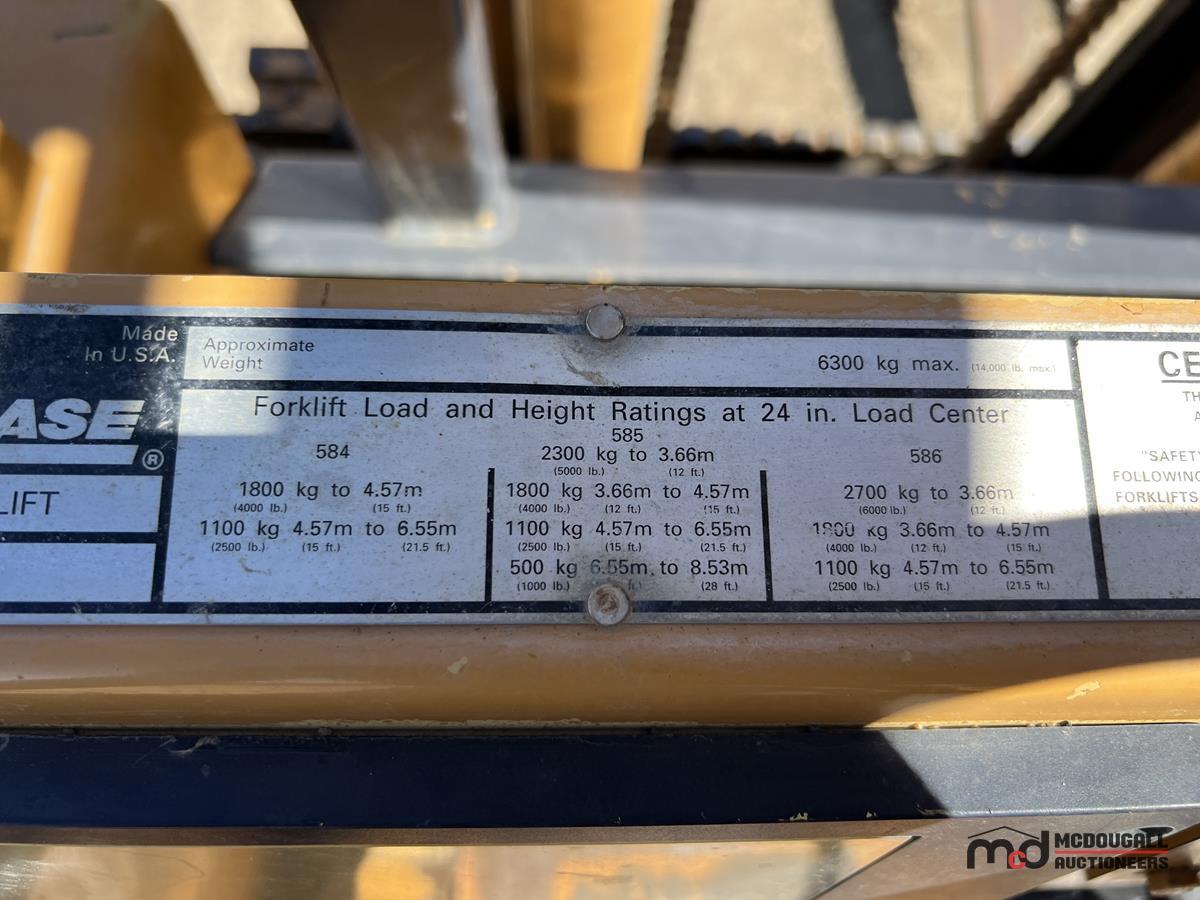 Made
In U.S.A.
ASE
®
LIFT
Approximate
Weight
6300 kg max. (14,000 lb. max.)
Forklift Load and Height Ratings at 24 in. Load Center
584
1800 kg to 4.57m
(4000 lb.) (15 ft.)
1100 kg 4.57m to 6.55m
(2500 lb.) (15 ft.) (21.5 ft.)
585
2300 kg to 3.66m
(5000 lb.) (12 ft.)
1800 kg 3.66m to 4.57m
(4000 lb.) (12 ft.) (15 ft.)
1100 kg 4.57m to 6.55m
(2500 lb.) (15 ft.) (21.5 ft.)
500 kg 6.55m to 8.53m
(1000 lb.) ft.) (28 ft.)
586
2700 kg to 3.66m
(6000 lb.) (12 ft.)
1800 kg 3.66m to 4.57m
(4000 lb.) (12 ft.) (15 ft.)
1100 kg 4.57m to 6.55m
(2500 lb.) (15 ft.) (21.5 ft.)
CE
TH
A
"SAFETY
FOLLOWING
FORKLIFTS
mcd MCDOUGALL
AUCTIONEERS